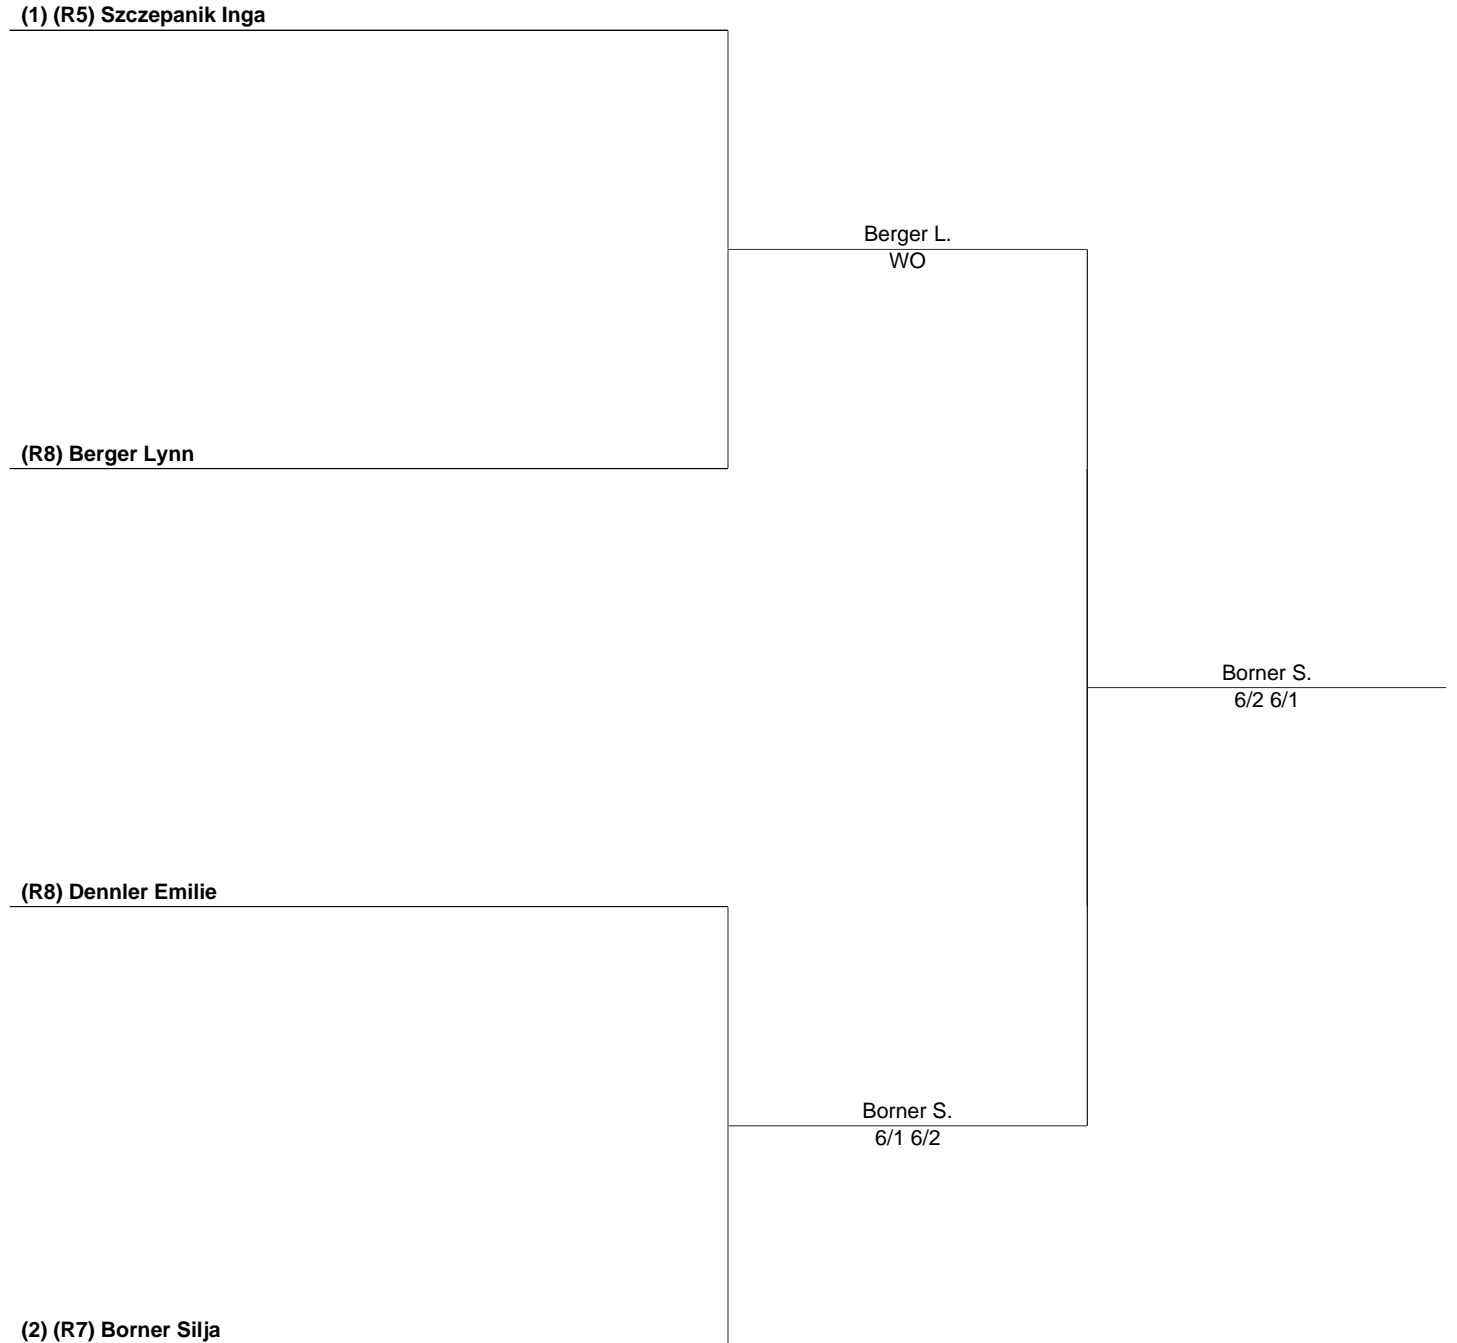 (1) (R5) Szczepanik Inga
Berger L.
WO
(R8) Berger Lynn
Borner S.
6/2 6/1
(R8) Dennler Emilie
Borner S.
6/1 6/2
(2) (R7) Borner Silja